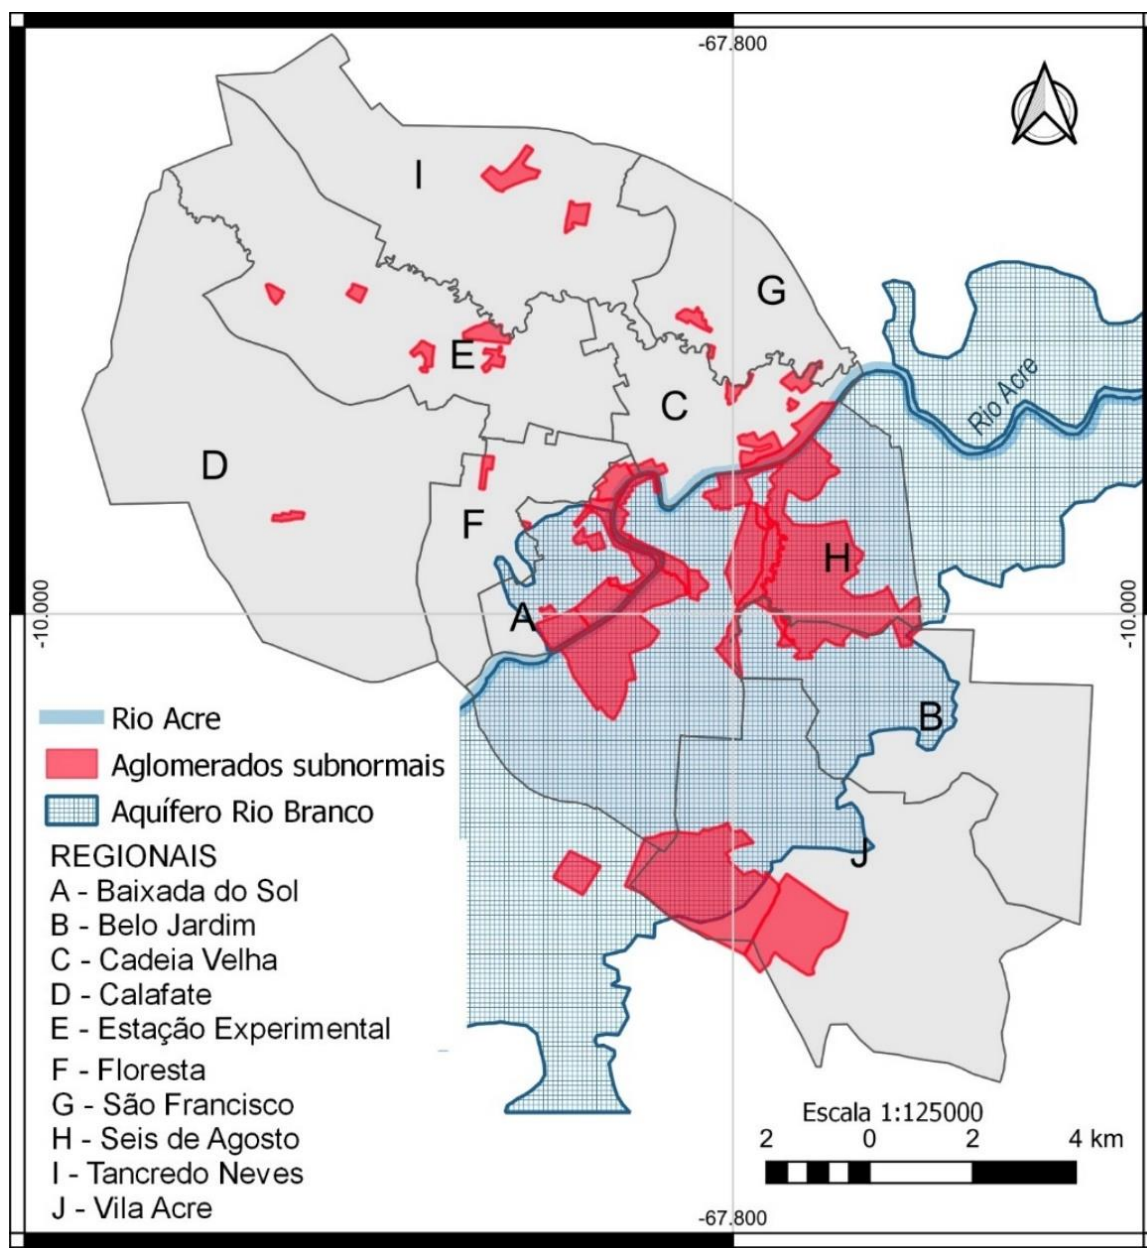 -67.800
I
G
Rio Acre
E
C
D
F
H
-10.000
-10.000
A
B
J
Rio Acre
Aglomerados subnormais
Aquífero Rio Branco
REGIONAIS
A - Baixada do Sol
B - Belo Jardim
C - Cadeia Velha
D - Calafate
E - Estação Experimental
F - Floresta
G - São Francisco
H - Seis de Agosto
I - Tancredo Neves
J - Vila Acre
Escala 1:125000
2 0 2 4 km
-67.800